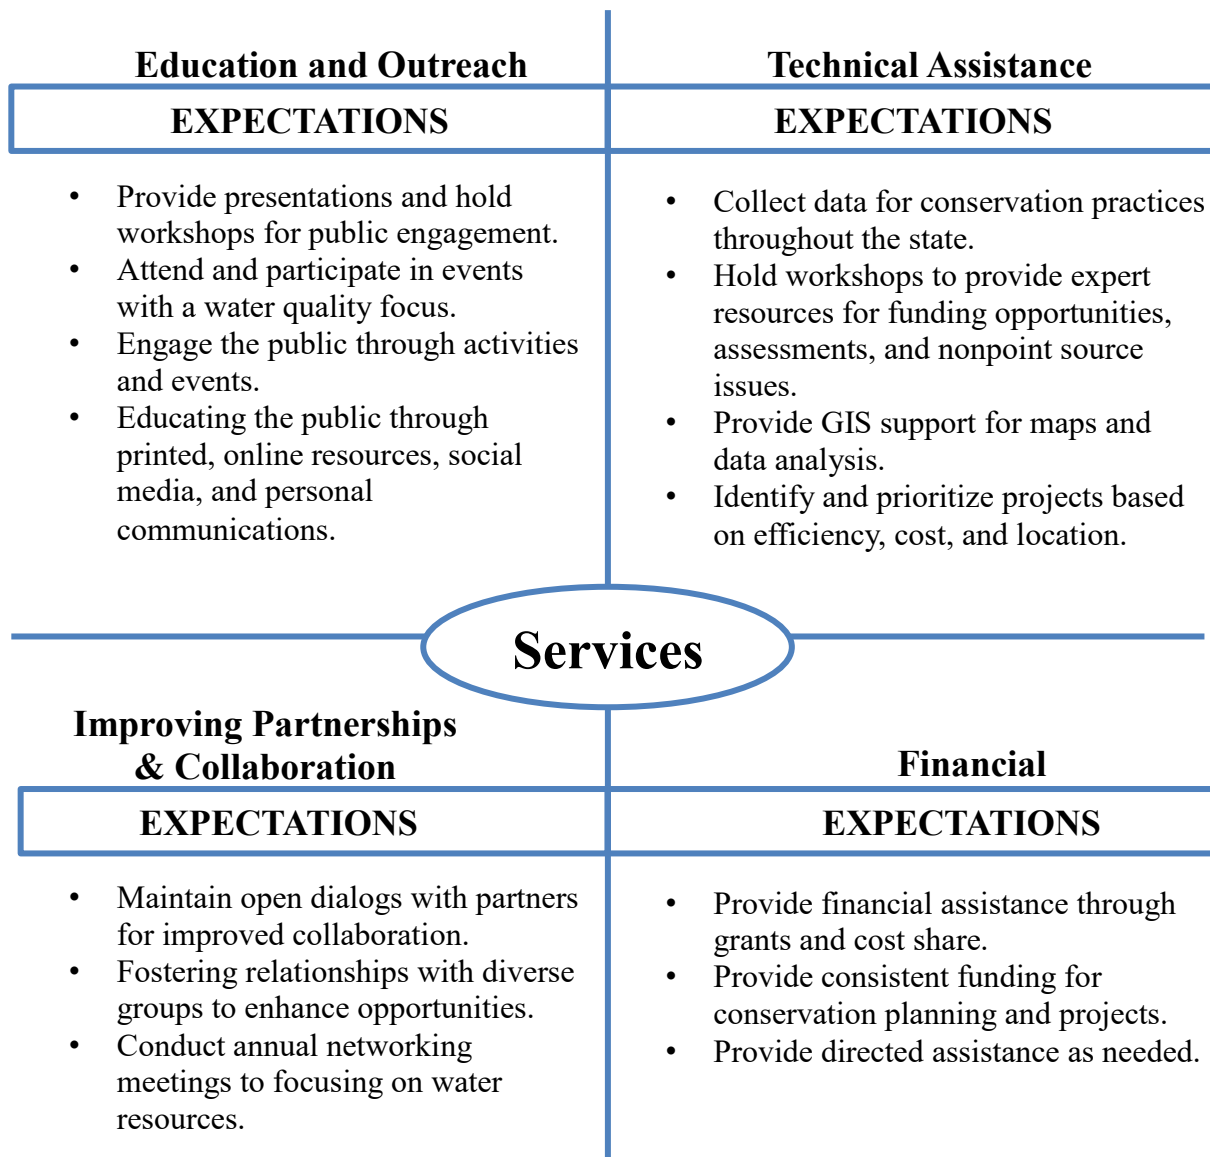 Education and Outreach
EXPECTATIONS
• Provide presentations and hold
workshops for public engagement.
• Attend and participate in events
with a water quality focus.
• Engage the public through activities
and events.
• Educating the public through
printed, online resources, social
media, and personal
communications.
Technical Assistance
EXPECTATIONS
• Collect data for conservation practices
throughout the state.
• Hold workshops to provide expert
resources for funding opportunities,
assessments, and nonpoint source
issues.
• Provide GIS support for maps and
data analysis.
• Identify and prioritize projects based
on efficiency, cost, and location.
Services
Improving Partnerships
& Collaboration
EXPECTATIONS
• Maintain open dialogs with partners
for improved collaboration.
• Fostering relationships with diverse
groups to enhance opportunities.
• Conduct annual networking
meetings to focusing on water
resources.
Financial
EXPECTATIONS
• Provide financial assistance through
grants and cost share.
• Provide consistent funding for
conservation planning and projects.
• Provide directed assistance as needed.